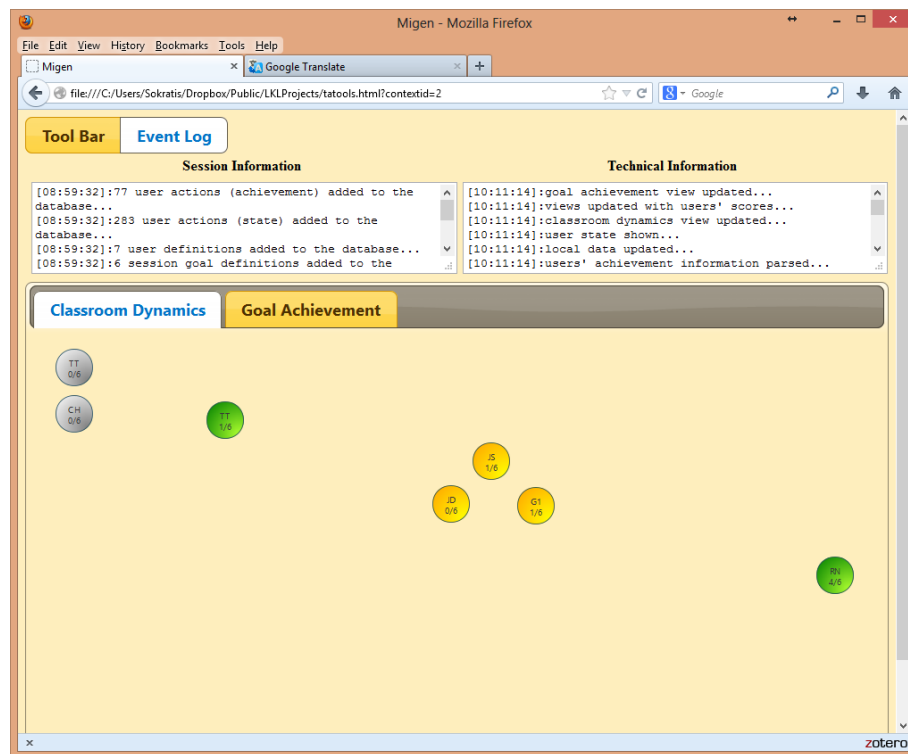 Migen - Mozilla Firefox
File Edit View History Bookmarks Tools Help
Migen × Google Translate × +
file:///C:/Users/Sokratis/Dropbox/Public/LKLProjects/tatools.html?contextid=2
Google
Tool Bar Event Log
Session Information
[08:59:32]:77 user actions (achievement) added to the
database...
[08:59:32]:283 user actions (state) added to the
database...
[08:59:32]:7 user definitions added to the database...
[08:59:32]:6 session goal definitions added to the
Technical Information
[10:11:14]:goal achievement view updated...
[10:11:14]:views updated with users' scores...
[10:11:14]:classroom dynamics view updated...
[10:11:14]:user state shown...
[10:11:14]:local data updated...
[10:11:14]:users' achievement information parsed...
Classroom Dynamics Goal Achievement
TT
0/6
CH
0/6
TT
1/6
JS
1/6
JD
0/6
G1
1/6
RN
4/6
× zotero